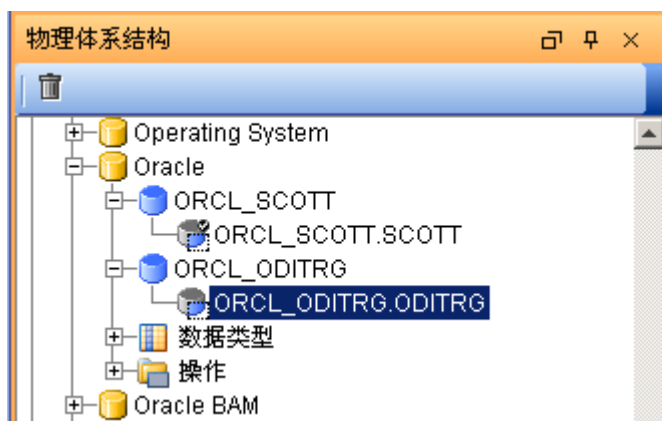 物理体系结构
Operating System
Oracle
ORCL_SCOTT
ORCL_SCOTT.SCOTT
ORCL_ODITRG
ORCL_ODITRG.ODITRG
数据类型
操作
Oracle BAM